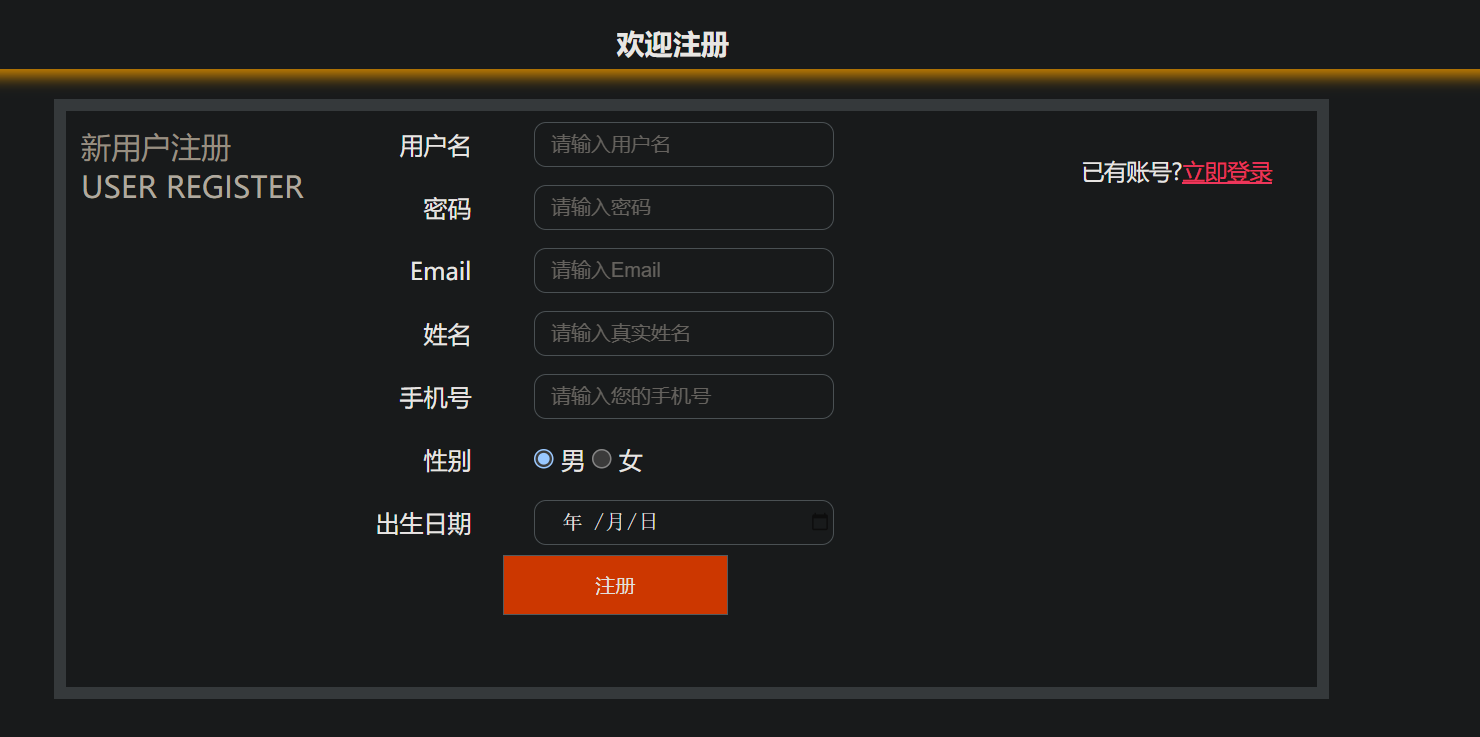 欢迎注册
新用户注册
USER REGISTER
用户名 请输入用户名
已有账号?立即登录
密码 请输入密码
Email 请输入Email
姓名 请输入真实姓名
手机号 请输入您的手机号
性别 男 女
出生日期 年 /月/日
注册